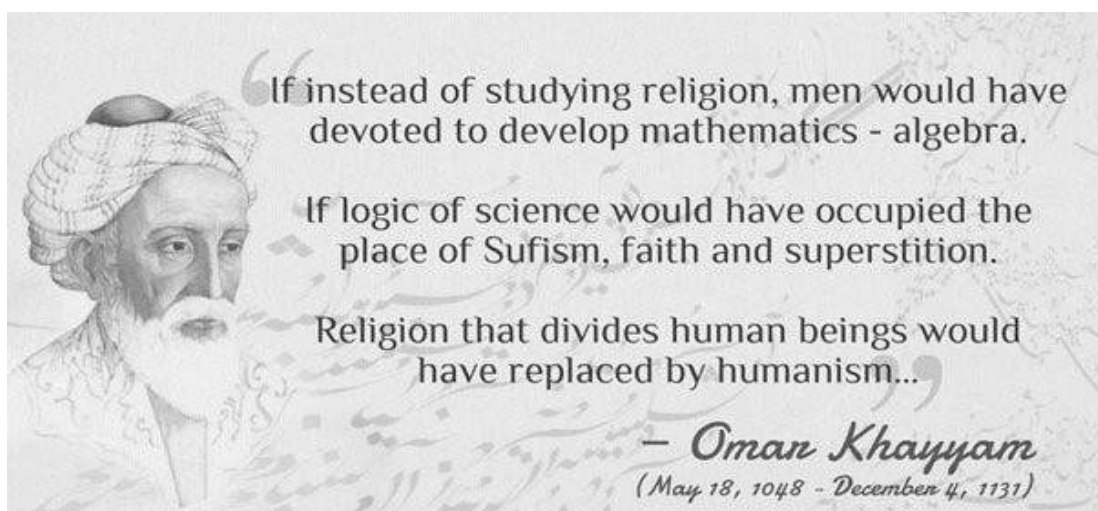 “If instead of studying religion, men would have
devoted to develop mathematics - algebra.
If logic of science would have occupied the
place of Sufism, faith and superstition.
Religion that divides human beings would
have replaced by humanism...”
– Omar Khayyam
(May 18, 1048 - December 4, 1131)